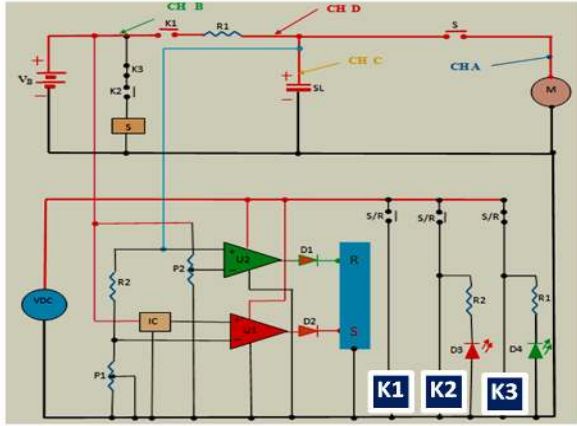 CH B
K1
R1
CH D
S
K3
K2
S
+
VB
−
+
−
SL
CH C
CHA
M
VDC
R2
P1
IC
P2
+
−
U2
+
−
U1
D1
D2
R
S
S/R
S/R
S/R
R2
R1
D3
D4
K1
K2
K3